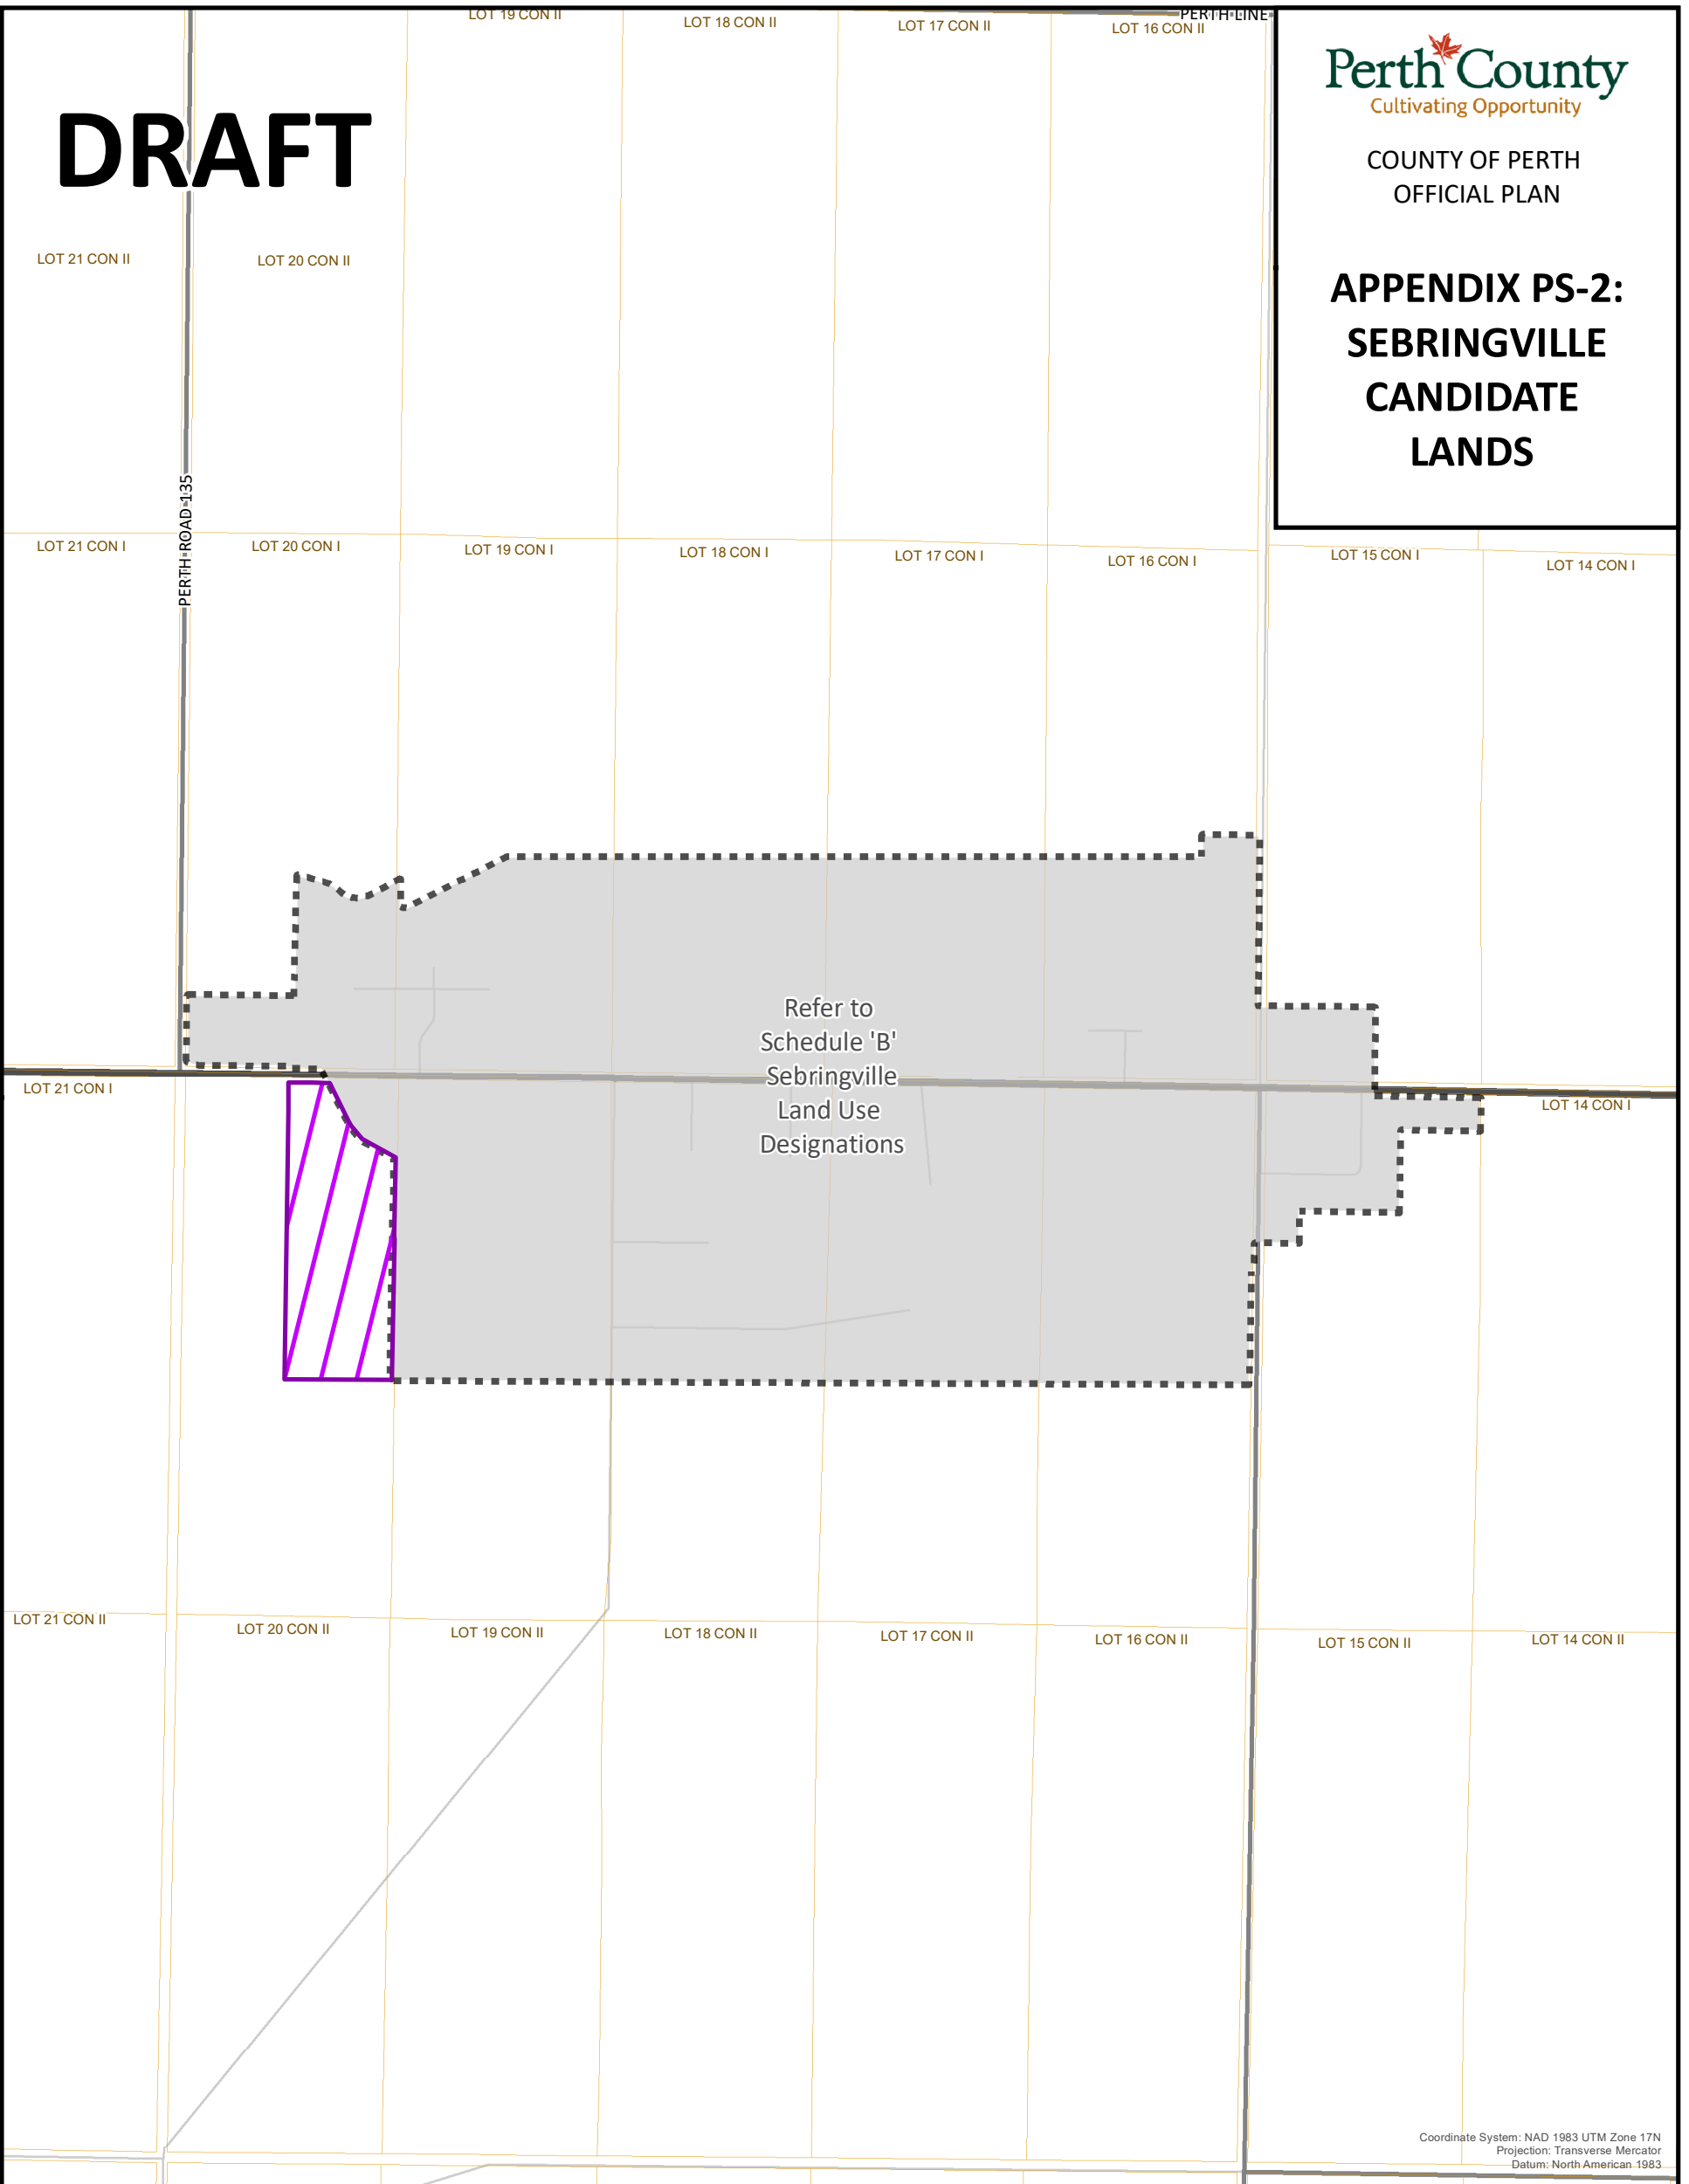 LOT 19 CON II
LOT 18 CON II
LOT 17 CON II
LOT 16 CON II
PERTH LINE
Perth County
Cultivating Opportunity
COUNTY OF PERTH
OFFICIAL PLAN
APPENDIX PS-2:
SEBRINGVILLE
CANDIDATE
LANDS
DRAFT
LOT 21 CON II
LOT 20 CON II
PERTH ROAD 135
LOT 21 CON I
LOT 20 CON I
LOT 19 CON I
LOT 18 CON I
LOT 17 CON I
LOT 16 CON I
LOT 15 CON I
LOT 14 CON I
Refer to
Schedule 'B'
Sebringville
Land Use
Designations
LOT 21 CON I
LOT 14 CON I
LOT 21 CON II
LOT 20 CON II
LOT 19 CON II
LOT 18 CON II
LOT 17 CON II
LOT 16 CON II
LOT 15 CON II
LOT 14 CON II
Coordinate System: NAD 1983 UTM Zone 17N
Projection: Transverse Mercator
Datum: North American 1983